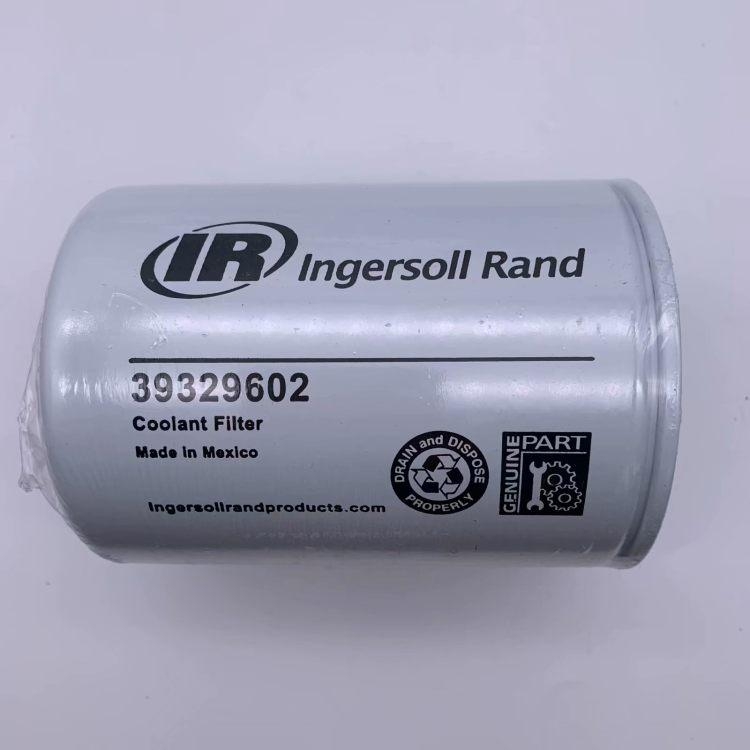 IR Ingersoll Rand
39329602
Coolant Filter
Made in Mexico
Ingersollrandproducts.com
DRAIN and DISPOSE
PROPERLY
GENUINE
PART